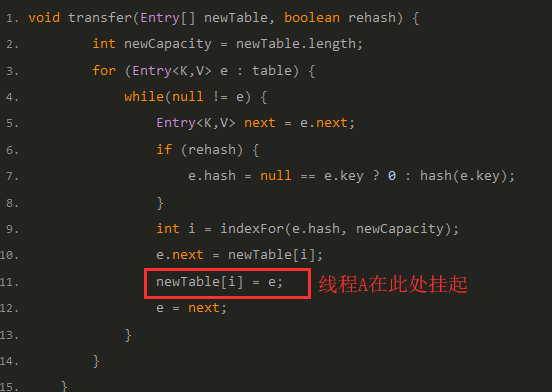 1. void transfer(Entry[] newTable, boolean rehash) {
2. int newCapacity = newTable.length;
3. for (Entry<K,V> e : table) {
4. while(null != e) {
5. Entry<K,V> next = e.next;
6. if (rehash) {
7. e.hash = null == e.key ? 0 : hash(e.key);
8. }
9. int i = indexFor(e.hash, newCapacity);
10. e.next = newTable[i];
11. newTable[i] = e; 线程A在此处挂起
12. e = next;
13. }
14. }
15. }